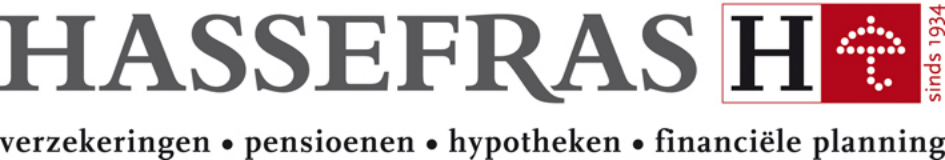 HASSEFRAS H
sinds 1934
verzekeringen • pensioenen • hypotheken • financiële planning